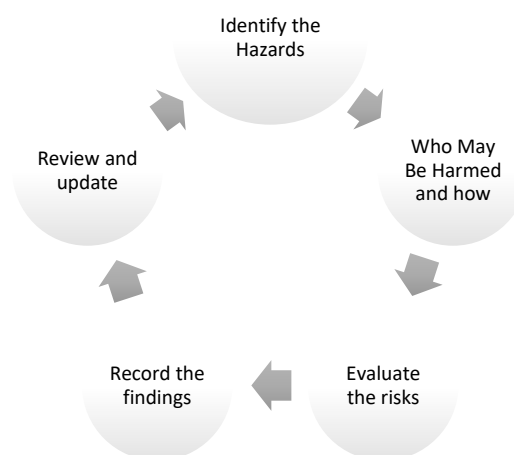 Identify the
Hazards
Who May
Be Harmed
and how
Evaluate
the risks
Record the
findings
Review and
update